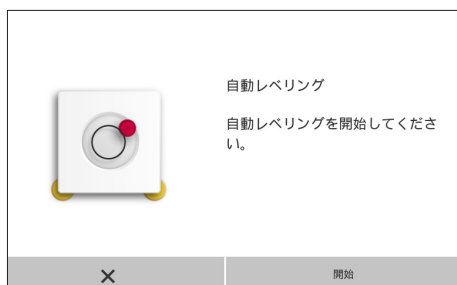 自動レベリング
自動レベリングを開始してくださ
い。
開始